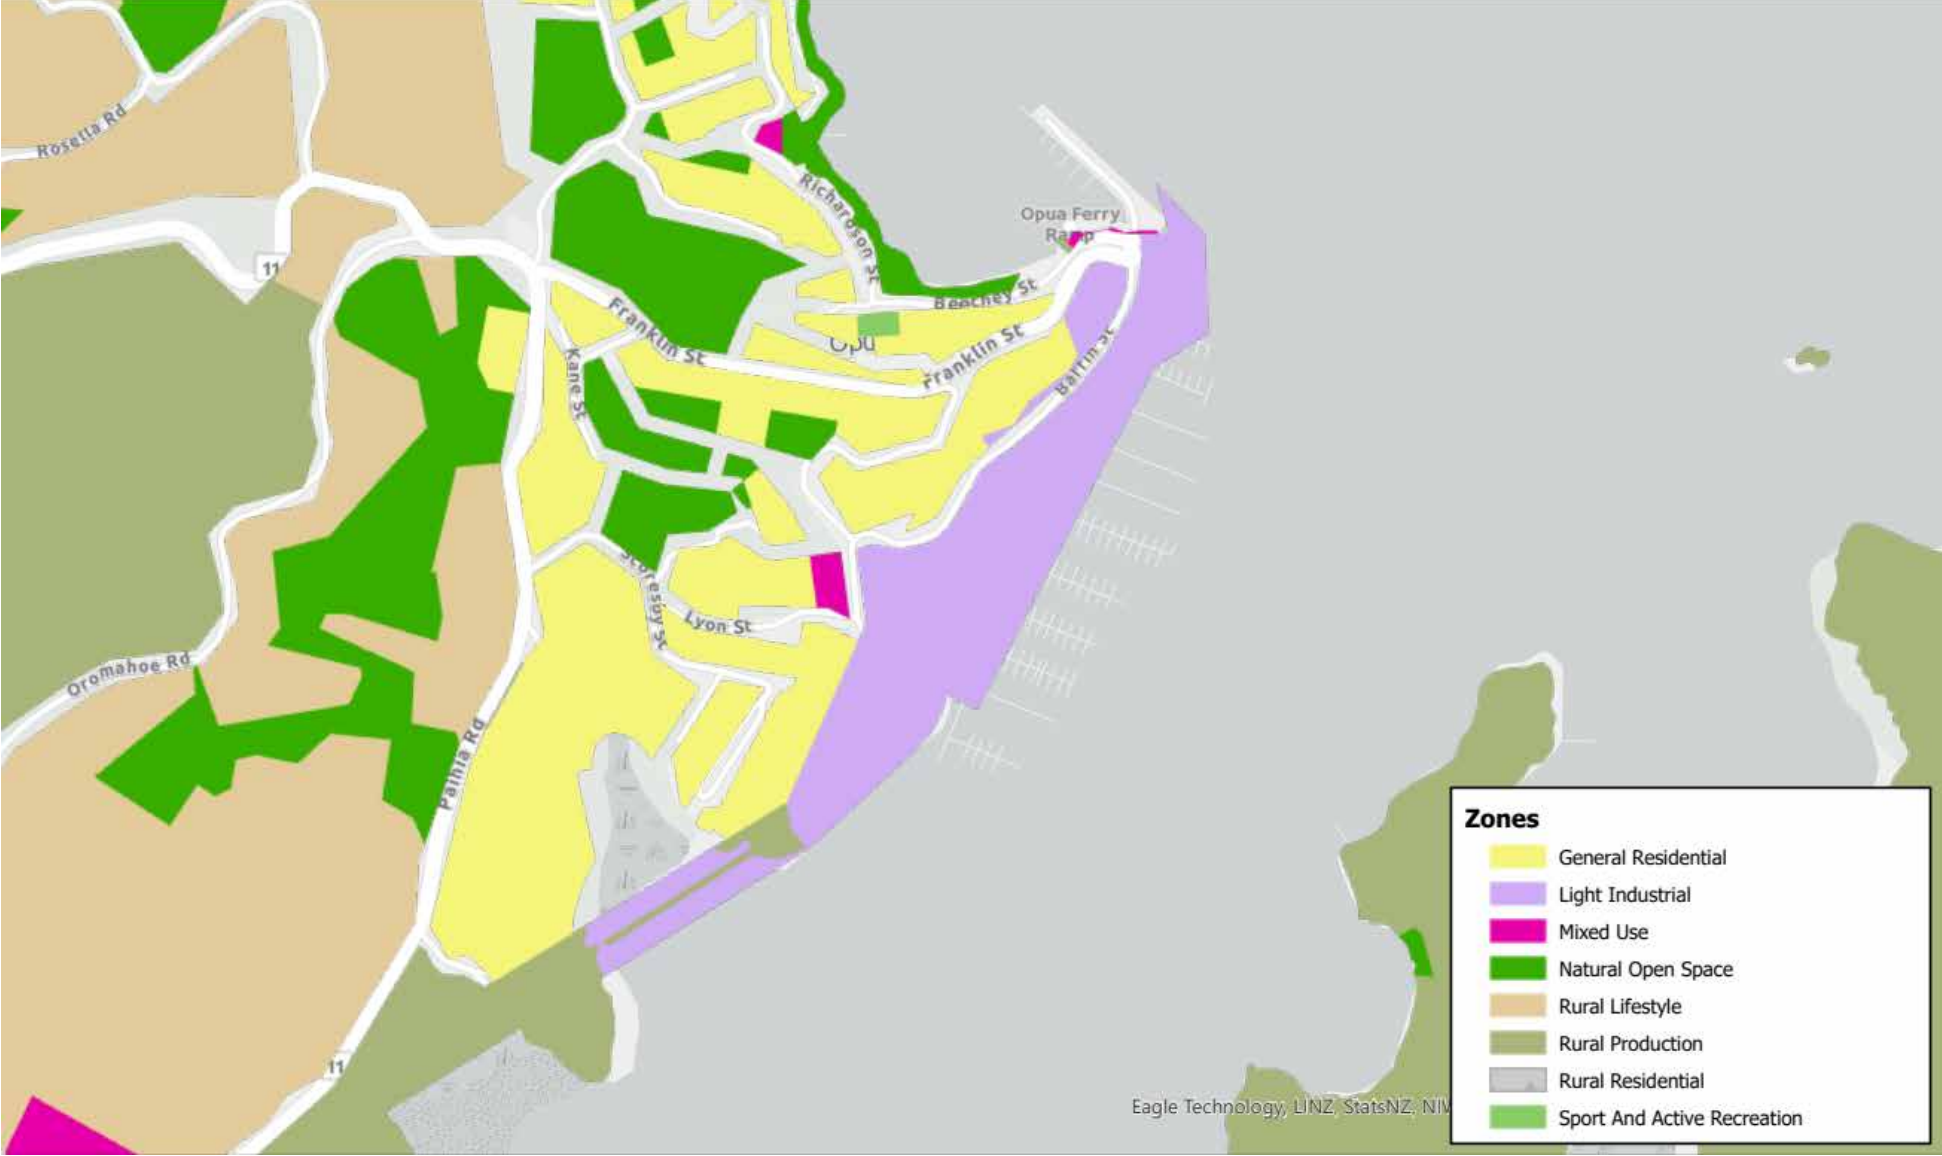 Rosella Rd
Richardson St
Opua Ferry
Ramp
11
Beechey St
Franklin St
Opu
Franklin St
Kane St
Baffin St
Scoresby St
Lyon St
Oromahoe Rd
Paihia Rd
11
Zones
General Residential
Light Industrial
Mixed Use
Natural Open Space
Rural Lifestyle
Rural Production
Rural Residential
Sport And Active Recreation
Eagle Technology, LINZ, StatsNZ, NIW